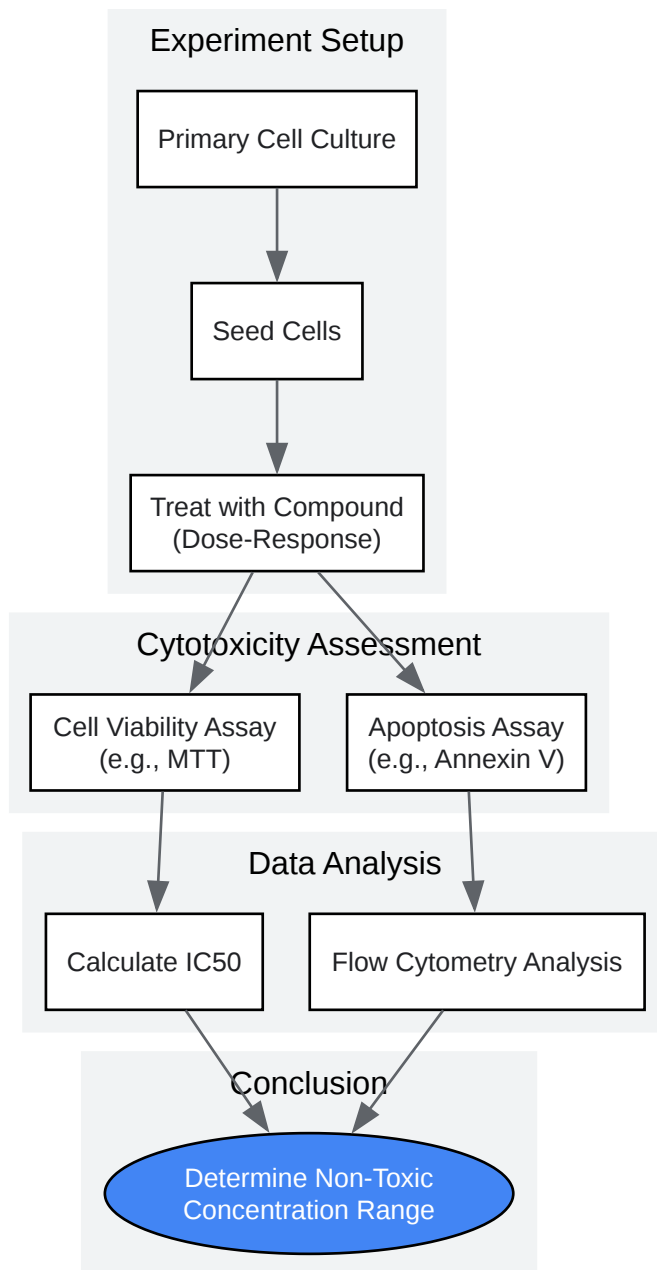 Experiment Setup
Primary Cell Culture
Seed Cells
Treat with Compound
(Dose-Response)
Cytotoxicity Assessment
Cell Viability Assay
(e.g., MTT)
Apoptosis Assay
(e.g., Annexin V)
Data Analysis
Calculate IC50
Flow Cytometry Analysis
Conclusion
Determine Non-Toxic
Concentration Range